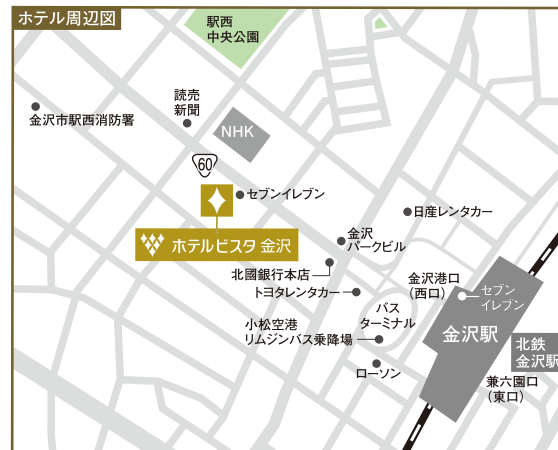 ホテル周辺図
駅西
中央公園
読売
新聞
金沢市駅西消防署
NHK
60
セブンイレブン
日産レンタカー
ホテルビスタ 金沢
金沢
パークビル
北國銀行本店
金沢港口
(西口)
セブン
イレブン
トヨタレンタカー
バス
ターミナル
小松空港
リムジンバス乗降場
金沢駅
北鉄
金沢駅
ローソン
兼六園口
(東口)